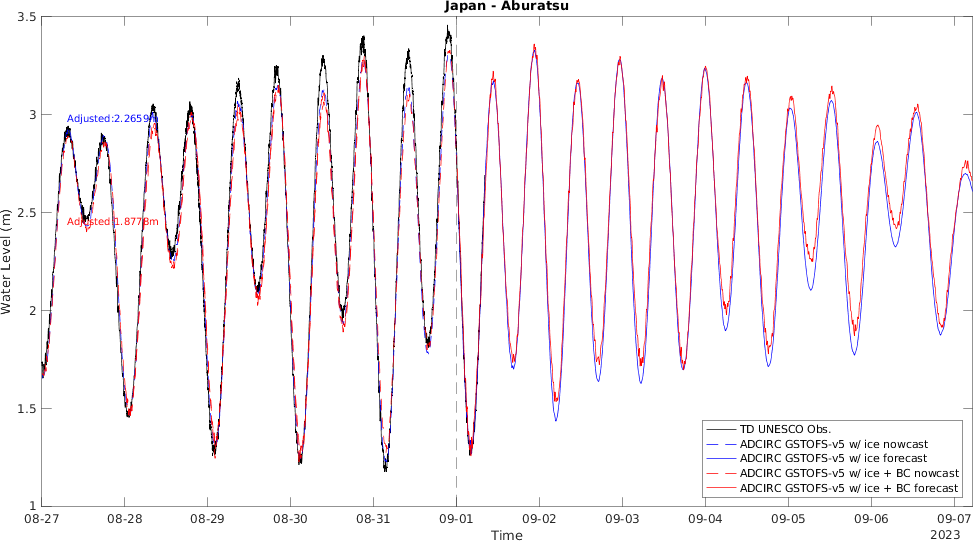 Japan - Aburatsu
3.5
3
2.5
2
1.5
1
Water Level (m)
Adjusted:2.2659m
Adjusted:1.8778m
TD UNESCO Obs.
ADCIRC GSTOFS-v5 w/ ice nowcast
ADCIRC GSTOFS-v5 w/ ice forecast
ADCIRC GSTOFS-v5 w/ ice + BC nowcast
ADCIRC GSTOFS-v5 w/ ice + BC forecast
08-27 08-28 08-29 08-30 08-31 09-01 09-02 09-03 09-04 09-05 09-06 09-07
Time
2023